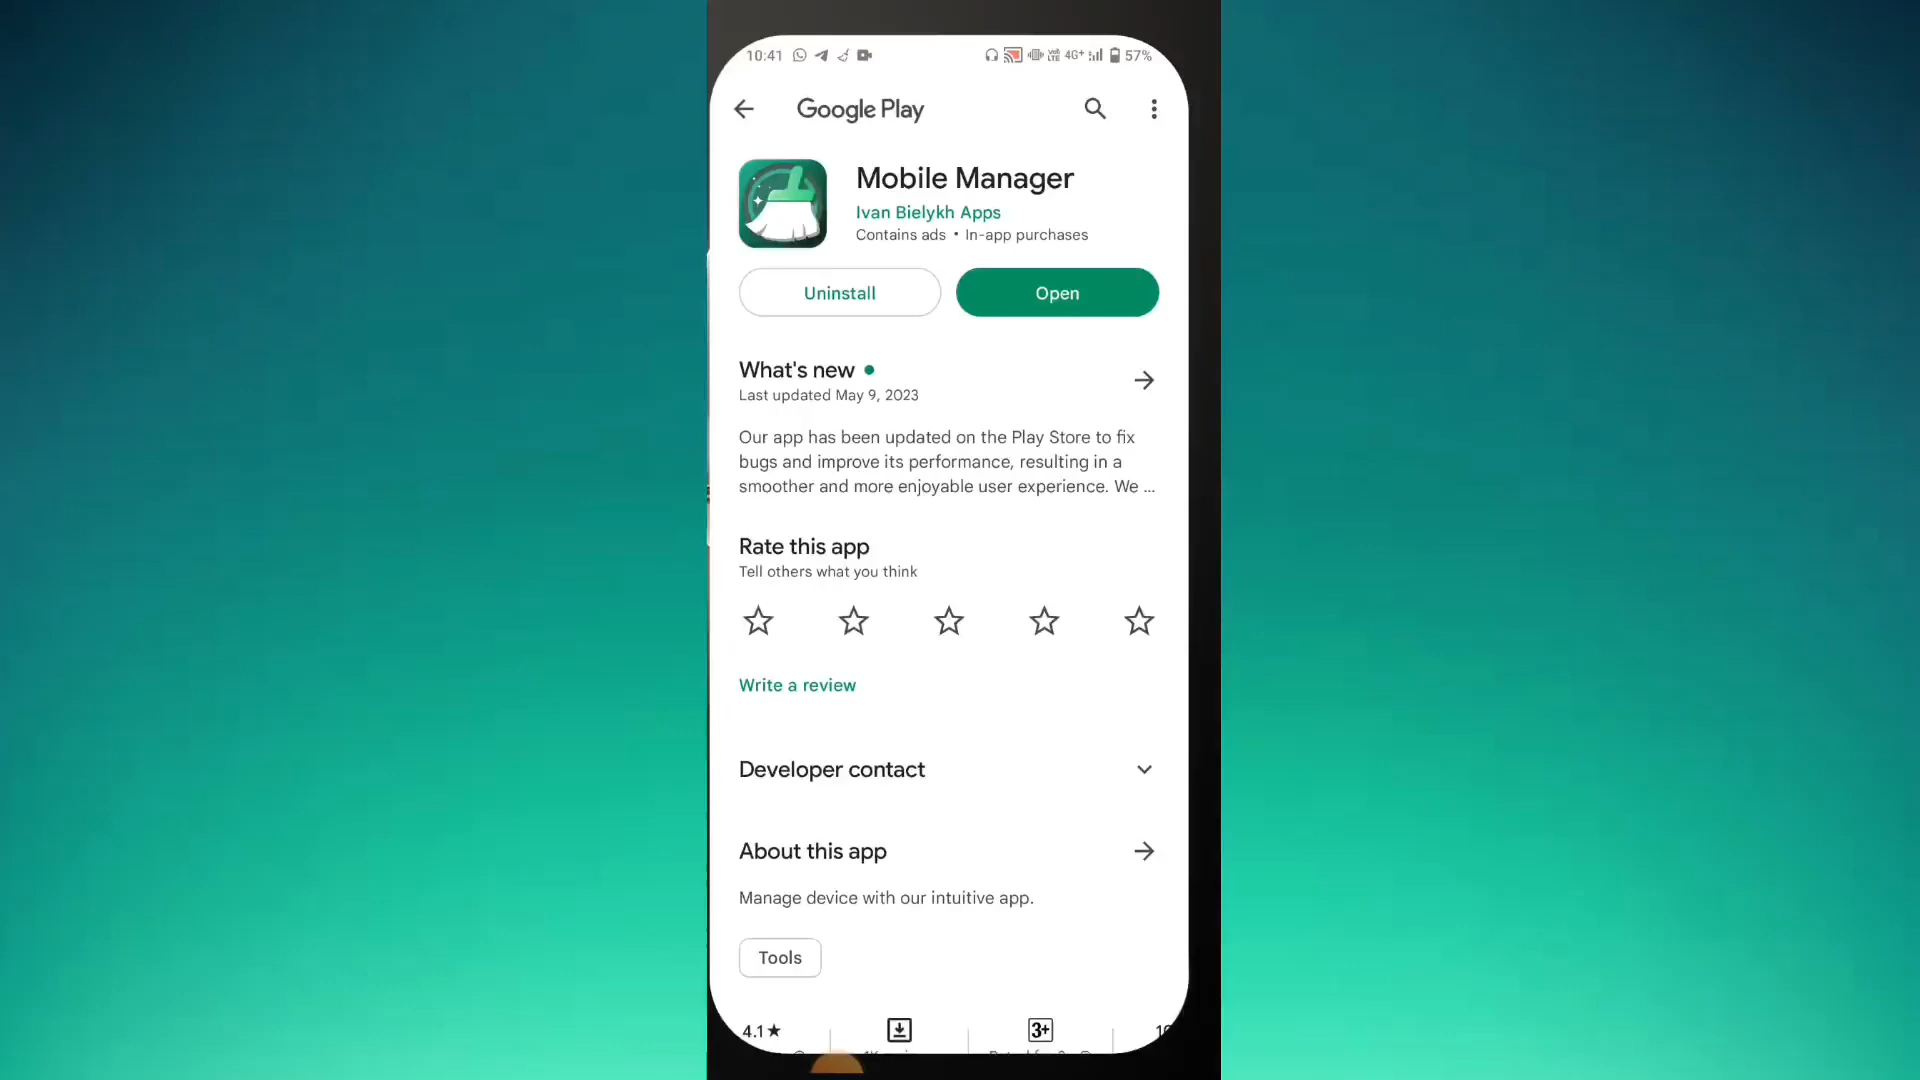 10:41 4G+ 57%
Google Play
Mobile Manager
Ivan Bielykh Apps
Contains ads • In-app purchases
Uninstall
Open
What's new
Last updated May 9, 2023
Our app has been updated on the Play Store to fix
bugs and improve its performance, resulting in a
smoother and more enjoyable user experience. We ...
Rate this app
Tell others what you think
Write a review
Developer contact
About this app
Manage device with our intuitive app.
Tools
4.1★
3+